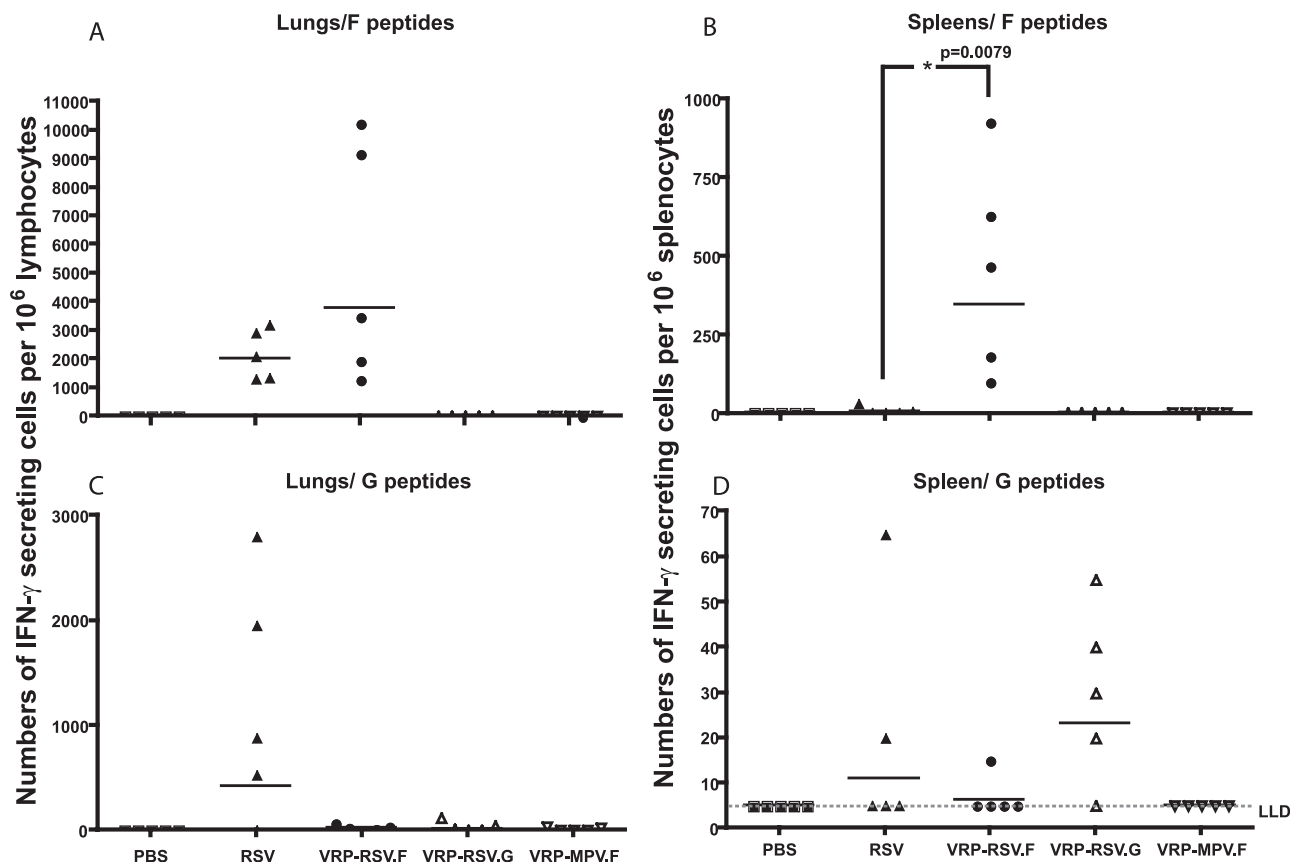 A
Lungs/F peptides
Numbers of IFN-γ secreting cells per 10⁶ lymphocytes
11000
10000
9000
8000
7000
6000
5000
4000
3000
2000
1000
0
B
Spleens/ F peptides
p=0.0079
*
Numbers of IFN-γ secreting cells per 10⁶ splenocytes
1000
750
500
250
0
C
Lungs/ G peptides
3000
2000
1000
0
PBS RSV VRP-RSV.F VRP-RSV.G VRP-MPV.F
D
Spleen/ G peptides
70
60
50
40
30
20
10
0
LLD
PBS RSV VRP-RSV.F VRP-RSV.G VRP-MPV.F